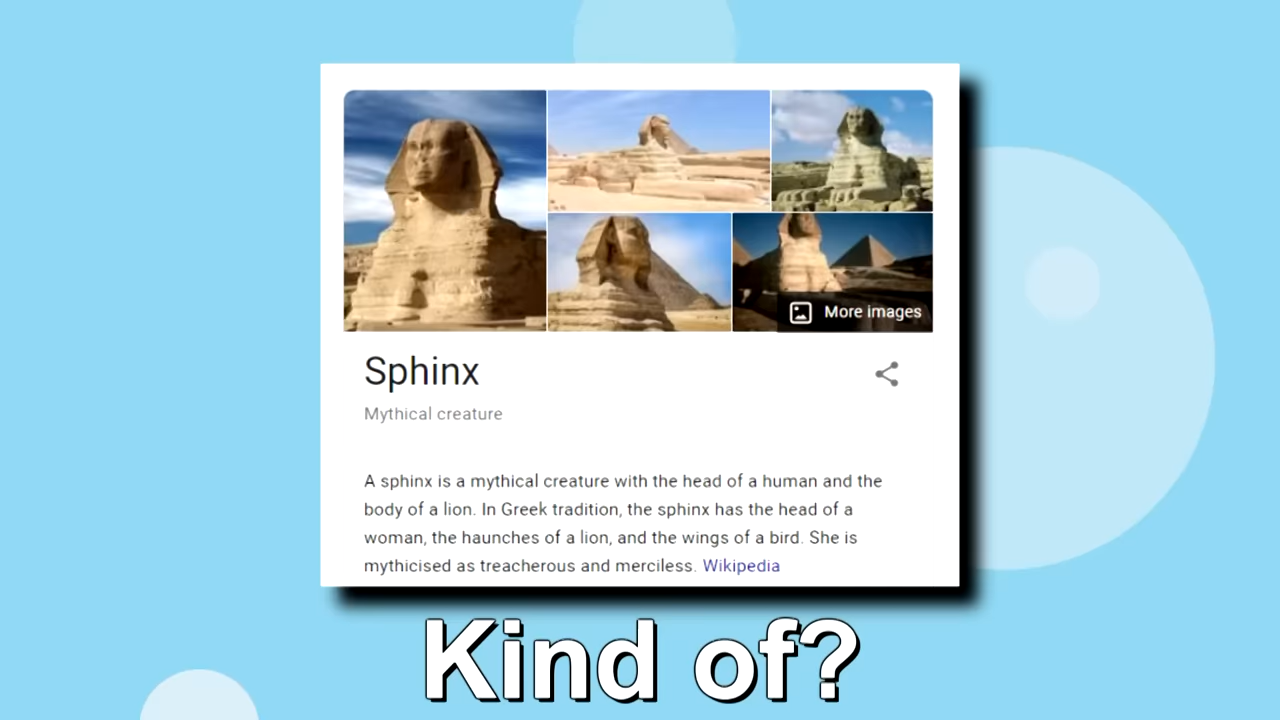 More images
Sphinx
Mythical creature
A sphinx is a mythical creature with the head of a human and the
body of a lion. In Greek tradition, the sphinx has the head of a
woman, the haunches of a lion, and the wings of a bird. She is
mythicised as treacherous and merciless. Wikipedia
Kind of?